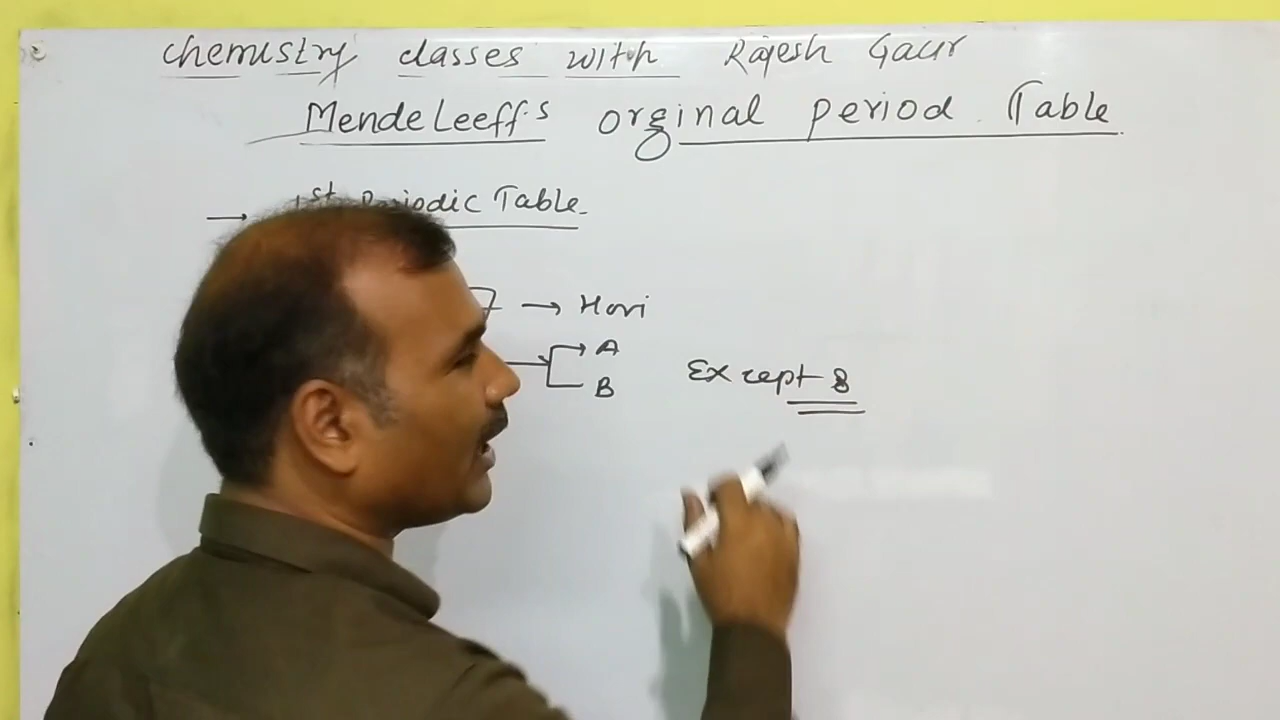 chemistry classes with Rajesh Gaur
MendeLeeff's orginal period Table
→ 1st Periodic Table
7 → Hori
A
B
Except 8